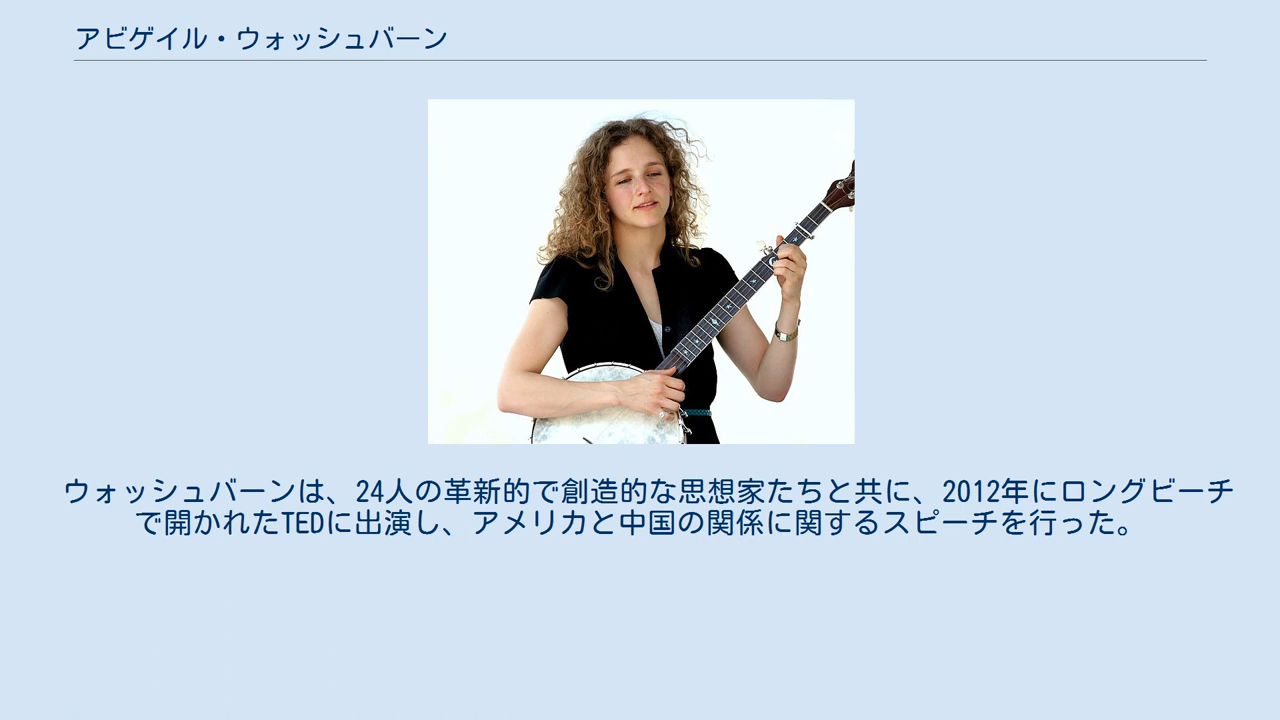 アビゲイル・ウォッシュバーン
ウォッシュバーンは、24人の革新的で創造的な思想家たちと共に、2012年にロングビーチ
で開かれたTEDに出演し、アメリカと中国の関係に関するスピーチを行った。